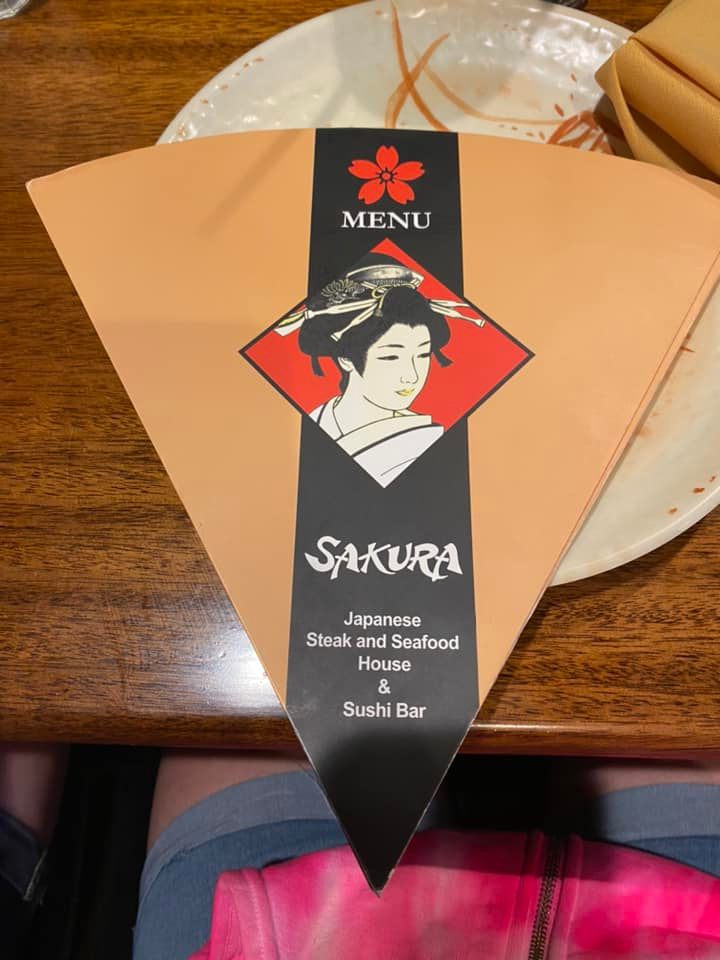 MENU
SAKURA
Japanese
Steak and Seafood
House
&
Sushi Bar